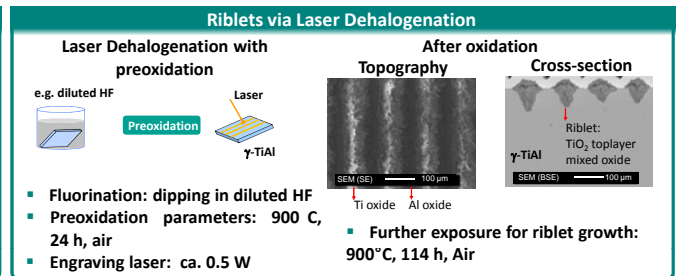 Riblets via Laser Dehalogenation
Laser Dehalogenation with
preoxidation
e.g. diluted HF
Preoxidation
Laser
γ-TiAl
▪ Fluorination: dipping in diluted HF
▪ Preoxidation parameters: 900 C,
24 h, air
▪ Engraving laser: ca. 0.5 W
After oxidation
Topography
SEM (SE) 100 µm
Ti oxide Al oxide
Cross-section
Riblet:
TiO₂ toplayer
mixed oxide
γ-TiAl
SEM (BSE) 100 µm
▪ Further exposure for riblet growth:
900°C, 114 h, Air